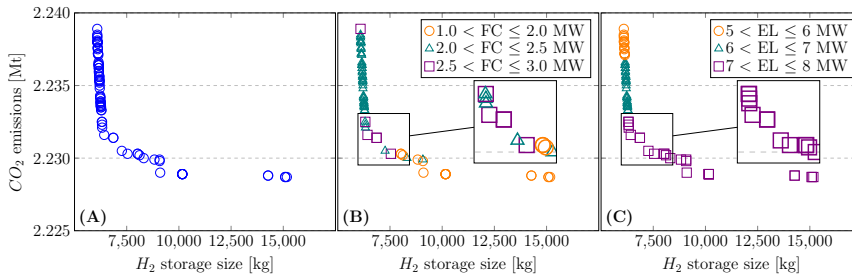 2.240
2.235
2.230
2.225
CO₂ emissions [Mt]
(A)
7,500 10,000 12,500 15,000
H₂ storage size [kg]
1.0 < FC ≤ 2.0 MW
2.0 < FC ≤ 2.5 MW
2.5 < FC ≤ 3.0 MW
(B)
7,500 10,000 12,500 15,000
H₂ storage size [kg]
5 < EL ≤ 6 MW
6 < EL ≤ 7 MW
7 < EL ≤ 8 MW
(C)
7,500 10,000 12,500 15,000
H₂ storage size [kg]